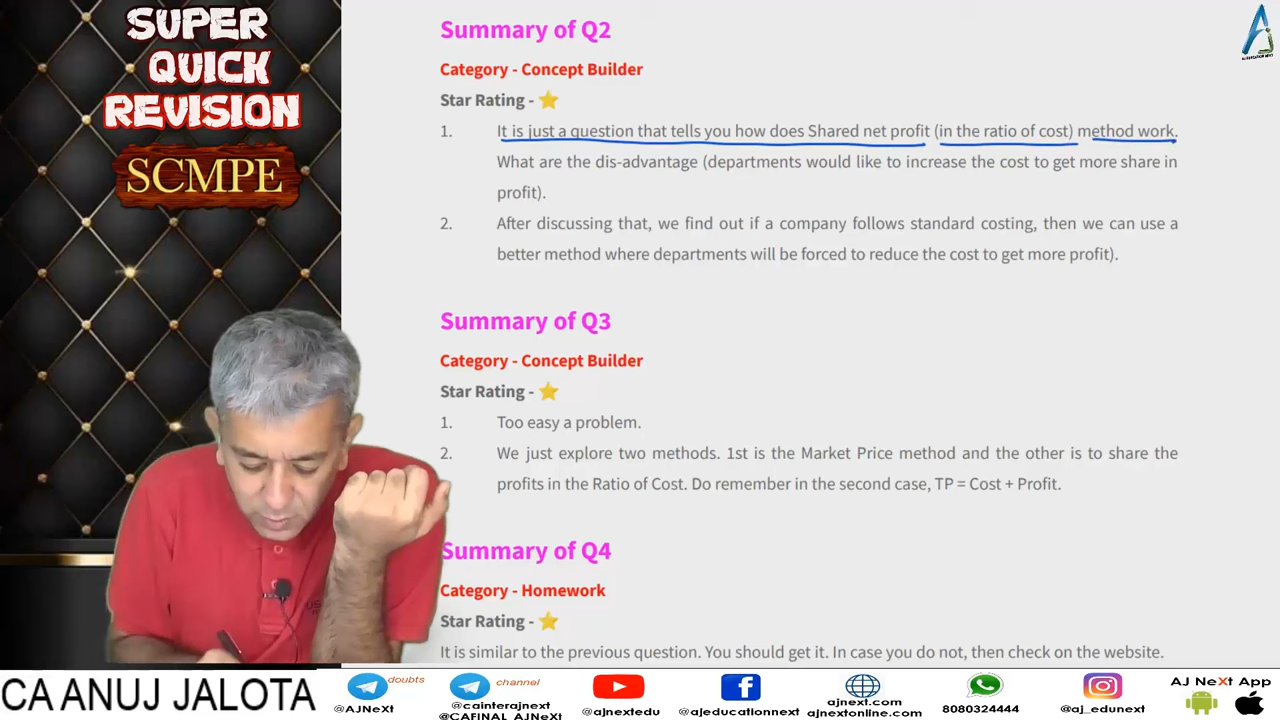 SUPER
QUICK
REVISION
SCMPE
Summary of Q2
Category - Concept Builder
Star Rating - ⭐
1. It is just a question that tells you how does Shared net profit (in the ratio of cost) method work.
What are the dis-advantage (departments would like to increase the cost to get more share in
profit).
2. After discussing that, we find out if a company follows standard costing, then we can use a
better method where departments will be forced to reduce the cost to get more profit).
Summary of Q3
Category - Concept Builder
Star Rating - ⭐
1. Too easy a problem.
2. We just explore two methods. 1st is the Market Price method and the other is to share the
profits in the Ratio of Cost. Do remember in the second case, TP = Cost + Profit.
Summary of Q4
Category - Homework
Star Rating - ⭐
It is similar to the previous question. You should get it. In case you do not, then check on the website.
CA ANUJ JALOTA
doubts
@AJNeXt
channel
@cainterajnext
@CAFINAL_AJNeXt
@ajnextedu
@ajeducationnext
ajnext.com
ajnextonline.com
8080324444
@aj_edunext
AJ NeXt App